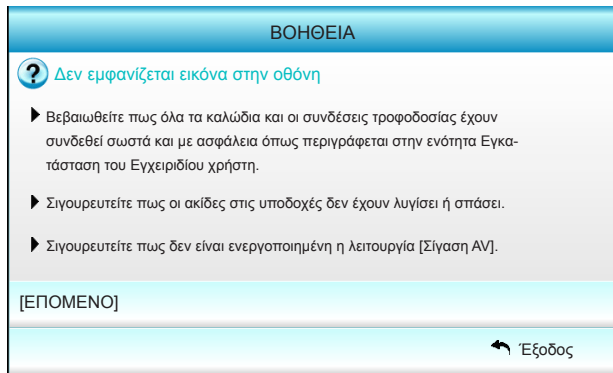 ΒΟΗΘΕΙΑ
? Δεν εμφανίζεται εικόνα στην οθόνη
Βεβαιωθείτε πως όλα τα καλώδια και οι συνδέσεις τροφοδοσίας έχουν
συνδεθεί σωστά και με ασφάλεια όπως περιγράφεται στην ενότητα Εγκα-
τάσταση του Εγχειριδίου χρήστη.
Σιγουρευτείτε πως οι ακίδες στις υποδοχές δεν έχουν λυγίσει ή σπάσει.
Σιγουρευτείτε πως δεν είναι ενεργοποιημένη η λειτουργία [Σίγαση AV].
[ΕΠΟΜΕΝΟ]
Έξοδος